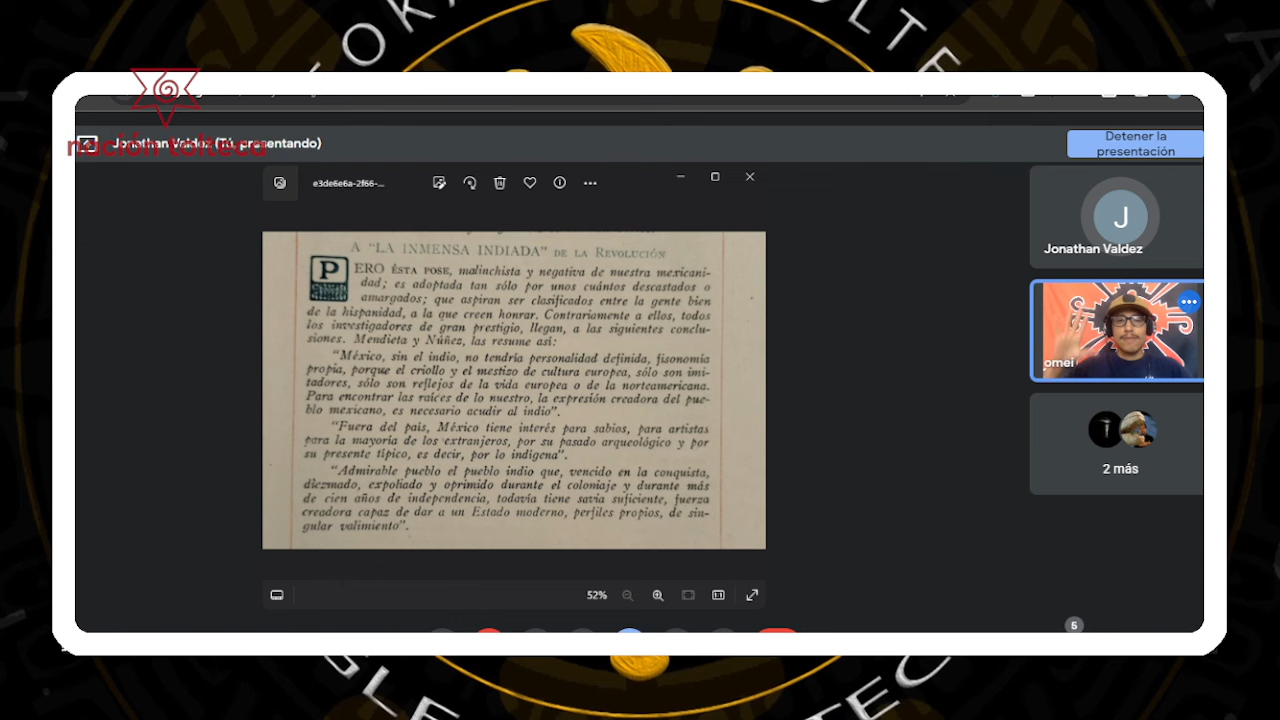 nación tolteca
Jonathan Valdez (Tú, presentando)
Detener la
presentación
e3de6e6a-2f66-...
A "LA INMENSA INDIADA" DE LA REVOLUCIÓN
PERO ÉSTA POSE, malinchista y negativa de nuestra mexicani-
dad; es adoptada tan sólo por unos cuántos descastados o
amargados; que aspiran ser clasificados entre la gente bien
de la hispanidad, a la que creen honrar. Contrariamente a ellos, todos
los investigadores de gran prestigio, llegan, a las siguientes conclu-
siones. Mendieta y Núñez, las resume así:
"México, sin el indio, no tendría personalidad definida, fisonomía
propia, porque el criollo y el mestizo de cultura europea, sólo son imi-
tadores, sólo son reflejos de la vida europea o de la norteamericana.
Para encontrar las raíces de lo nuestro, la expresión creadora del pue-
blo mexicano, es necesario acudir al indio".
"Fuera del país, México tiene interés para sabios, para artistas
para la mayoría de los extranjeros, por su pasado arqueológico y por
su presente típico, es decir, por lo indígena".
"Admirable pueblo el pueblo indio que, vencido en la conquista,
diezmado, expoliado y oprimido durante el coloniaje y durante más
de cien años de independencia, todavía tiene savia suficiente, fuerza
creadora capaz de dar a un Estado moderno, perfiles propios, de sin-
gular valimiento".
J
Jonathan Valdez
omei
2 más
52%
5